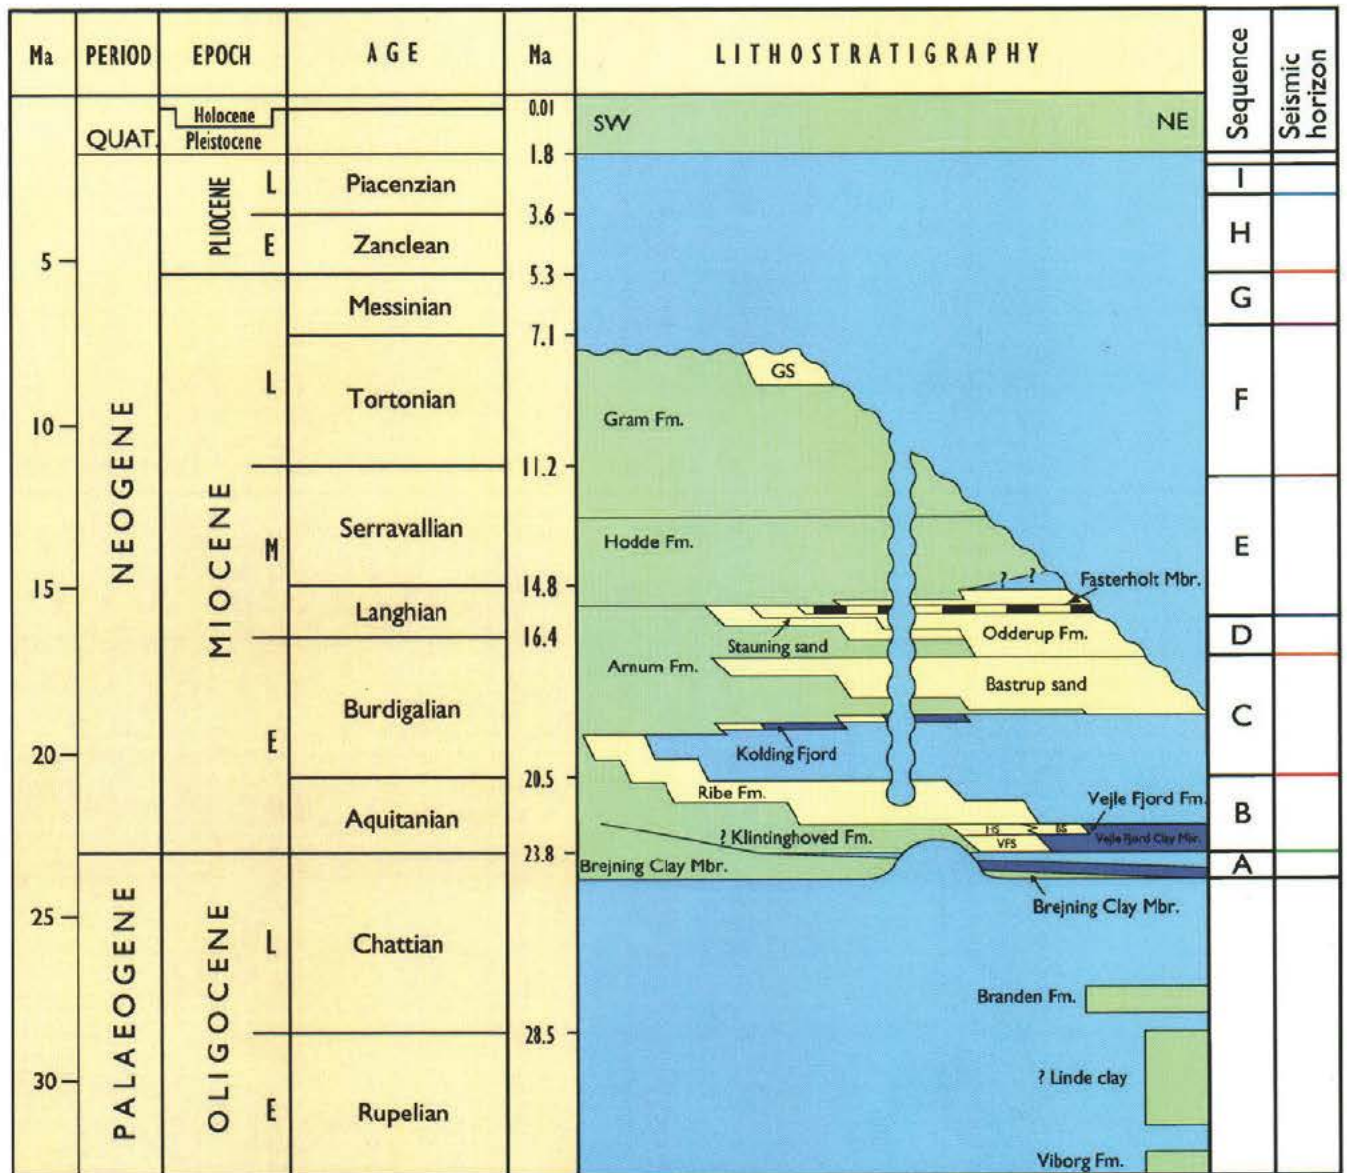 Ma PERIOD EPOCH AGE Ma LITHOSTRATIGRAPHY Sequence Seismic horizon
Holocene 0.01
SW NE
QUAT. Pleistocene
1.8
I
PLIOCENE L Piacenzian
3.6
E Zanclean H
5
5.3
Messinian G
7.1
GS
L Tortonian F
Gram Fm.
10
11.2
NEOGENE
MIOCENE
Serravallian
M Hodde Fm. E
? ?
14.8 Fasterholt Mbr.
15
Langhian D
16.4 Stauning sand Odderup Fm.
Arnum Fm.
Bastrup sand
Burdigalian C
E
20 Kolding Fjord
20.5
Ribe Fm. Vejle Fjord Fm.
Aquitanian B
HS BS
? Klintinghoved Fm. VFS Vejle Fjord Clay Mbr.
23.8
Brejning Clay Mbr. A
Brejning Clay Mbr.
25
PALAEOGENE
OLIGOCENE
L Chattian
Branden Fm.
28.5
? Linde clay
30
E Rupelian
Viborg Fm.